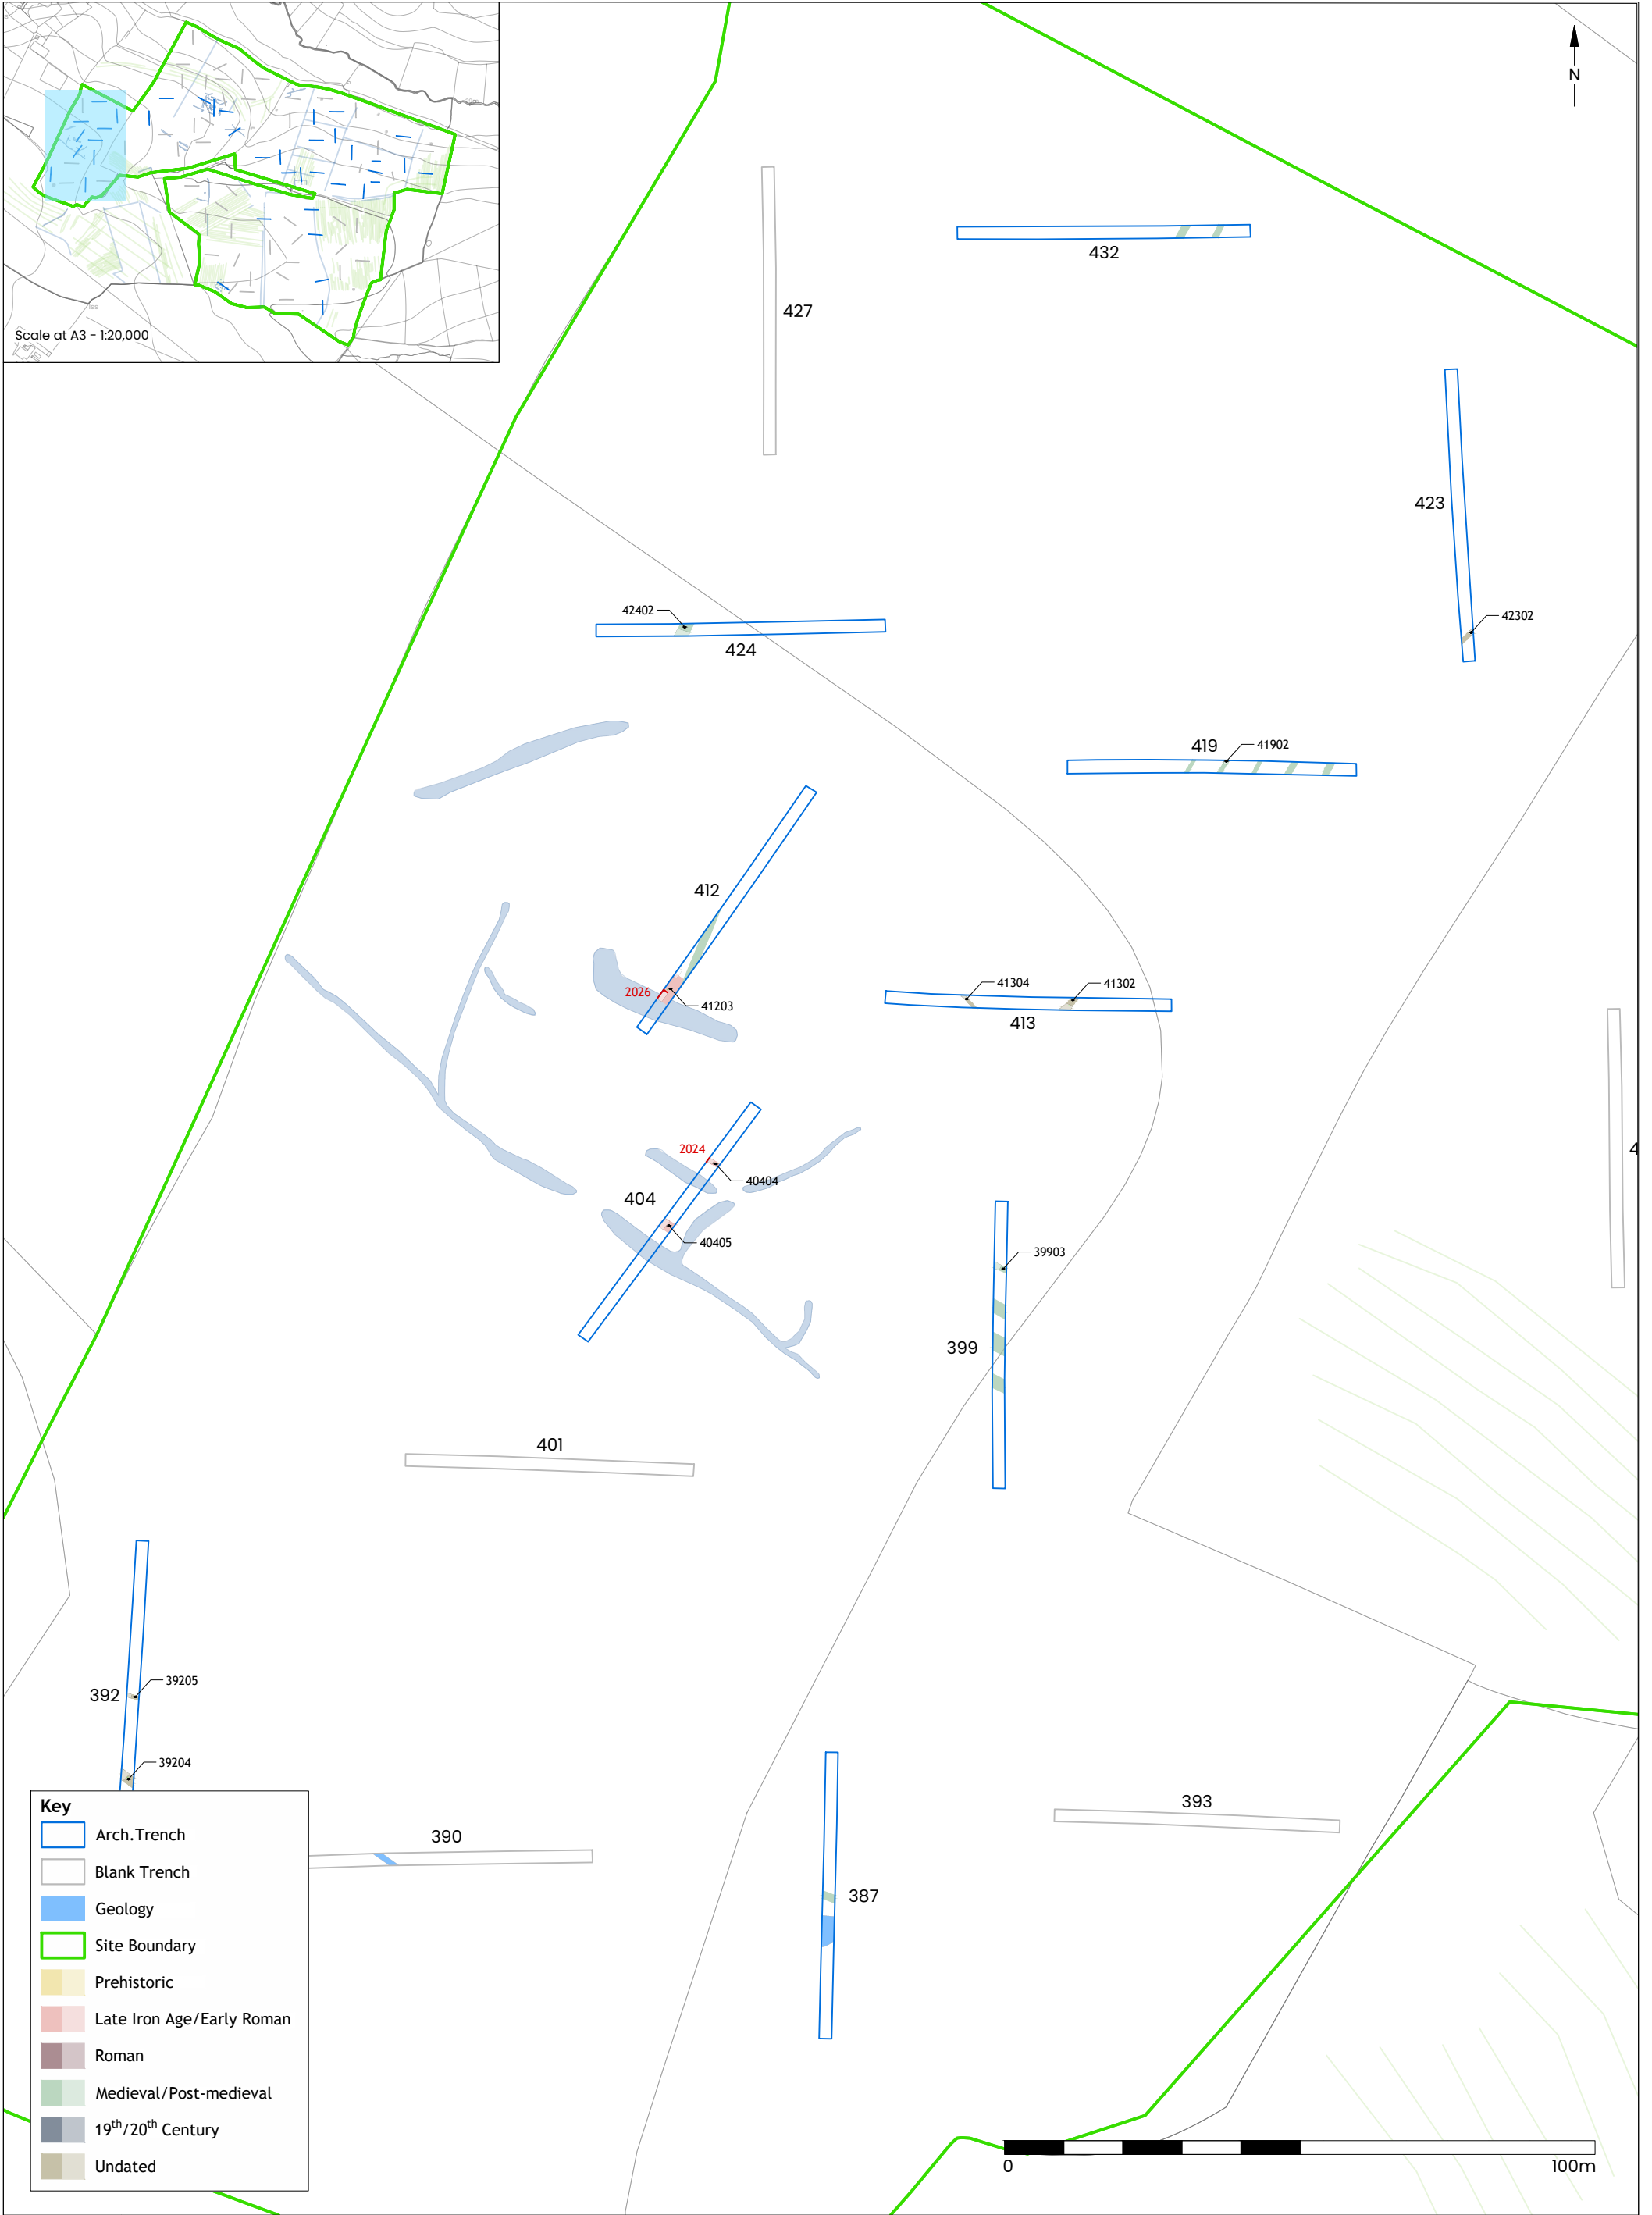 N
Scale at A3 - 1:20,000
432
427
423
42402
42302
424
419
41902
412
41304
41302
2026
41203
413
2024
40404
404
40405
39903
399
401
392
39205
39204
393
390
387
Key
Arch.Trench
Blank Trench
Geology
Site Boundary
Prehistoric
Late Iron Age/Early Roman
Roman
Medieval/Post-medieval
19th/20th Century
Undated
0 100m